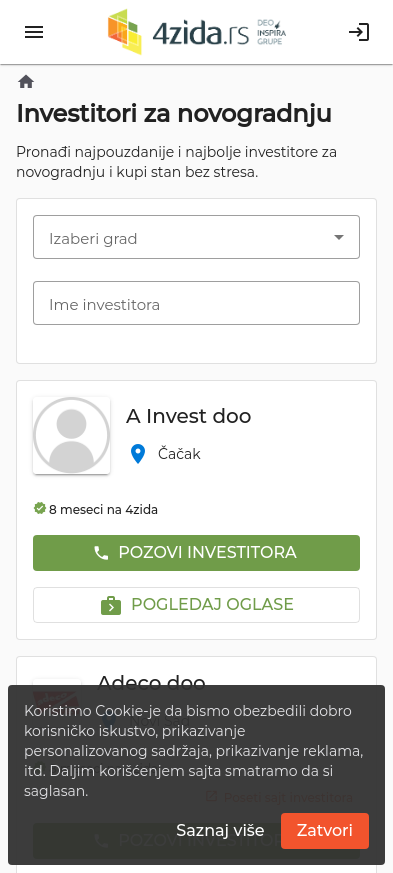 4zida.rs DEO INSPIRA GRUPE
Investitori za novogradnju
Pronađi najpouzdanije i najbolje investitore za
novogradnju i kupi stan bez stresa.
Izaberi grad
Ime investitora
A Invest doo
Čačak
8 meseci na 4zida
POZOVI INVESTITORA
POGLEDAJ OGLASE
Adeco doo
Koristimo Cookie-je da bismo obezbedili dobro
korisničko iskustvo, prikazivanje
personalizovanog sadržaja, prikazivanje reklama,
itd. Daljim korišćenjem sajta smatramo da si
saglasan.
Saznaj više
Zatvori
POZOVI INVESTITORA